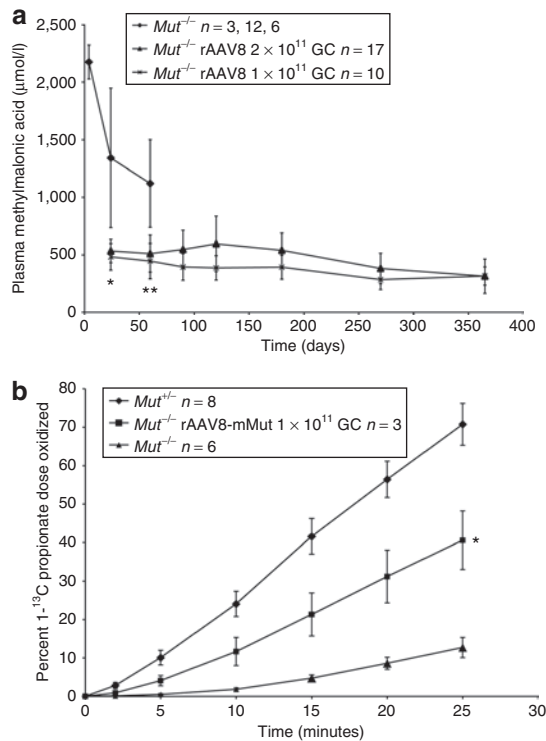 a
Mut−/− n = 3, 12, 6
Mut−/− rAAV8 2 × 10¹¹ GC n = 17
Mut−/− rAAV8 1 × 10¹¹ GC n = 10
Plasma methylmalonic acid (μmol/l)
2,500
2,000
1,500
1,000
500
0
* **
0 50 100 150 200 250 300 350 400
Time (days)
b
Mut+/− n = 8
Mut−/− rAAV8-mMut 1 × 10¹¹ GC n = 3
Mut−/− n = 6
Percent 1-¹³C propionate dose oxidized
80
70
60
50
40
30
20
10
0
*
0 5 10 15 20 25 30
Time (minutes)